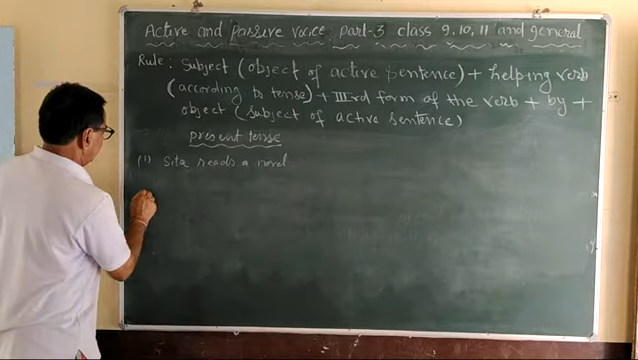 Active and passive voice part-3 class 9, 10, 11 and general
Rule : Subject (object of active sentence) + helping verb
(according to tense) + IIIrd form of the verb + by +
object (subject of active sentence)
present tense
(1) Sita reads a novel